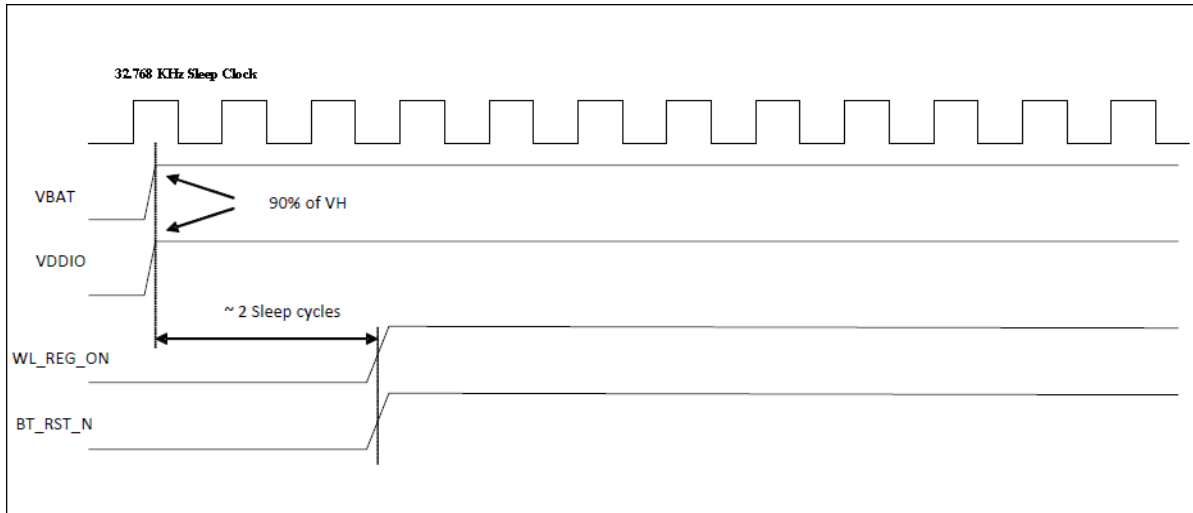 32.768 KHz Sleep Clock
VBAT
90% of VH
VDDIO
~ 2 Sleep cycles
WL_REG_ON
BT_RST_N